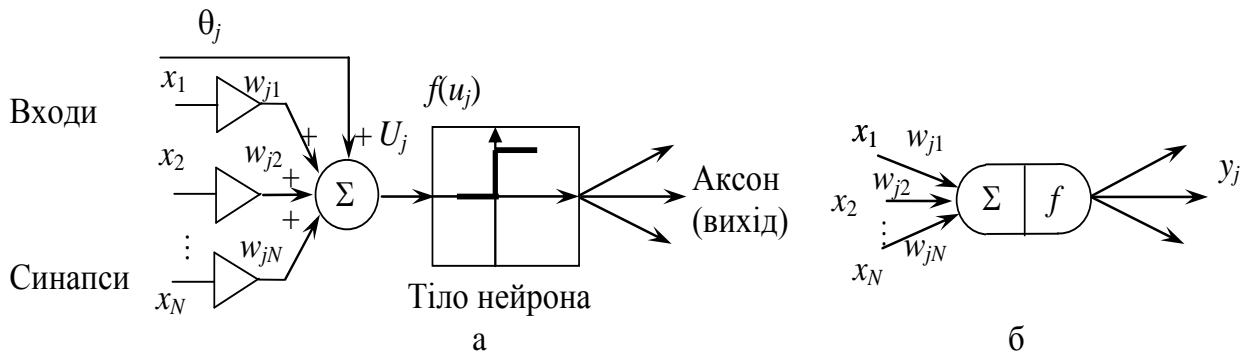 θj
x1
wj1
Входи
+
+
Uj
f(uj)
x2
wj2
+
Σ
+
Аксон
(вихід)
⋮
wjN
Синапси
xN
Тіло нейрона
а
x1
wj1
wj2
x2
Σ
f
yj
⋮
wjN
xN
б